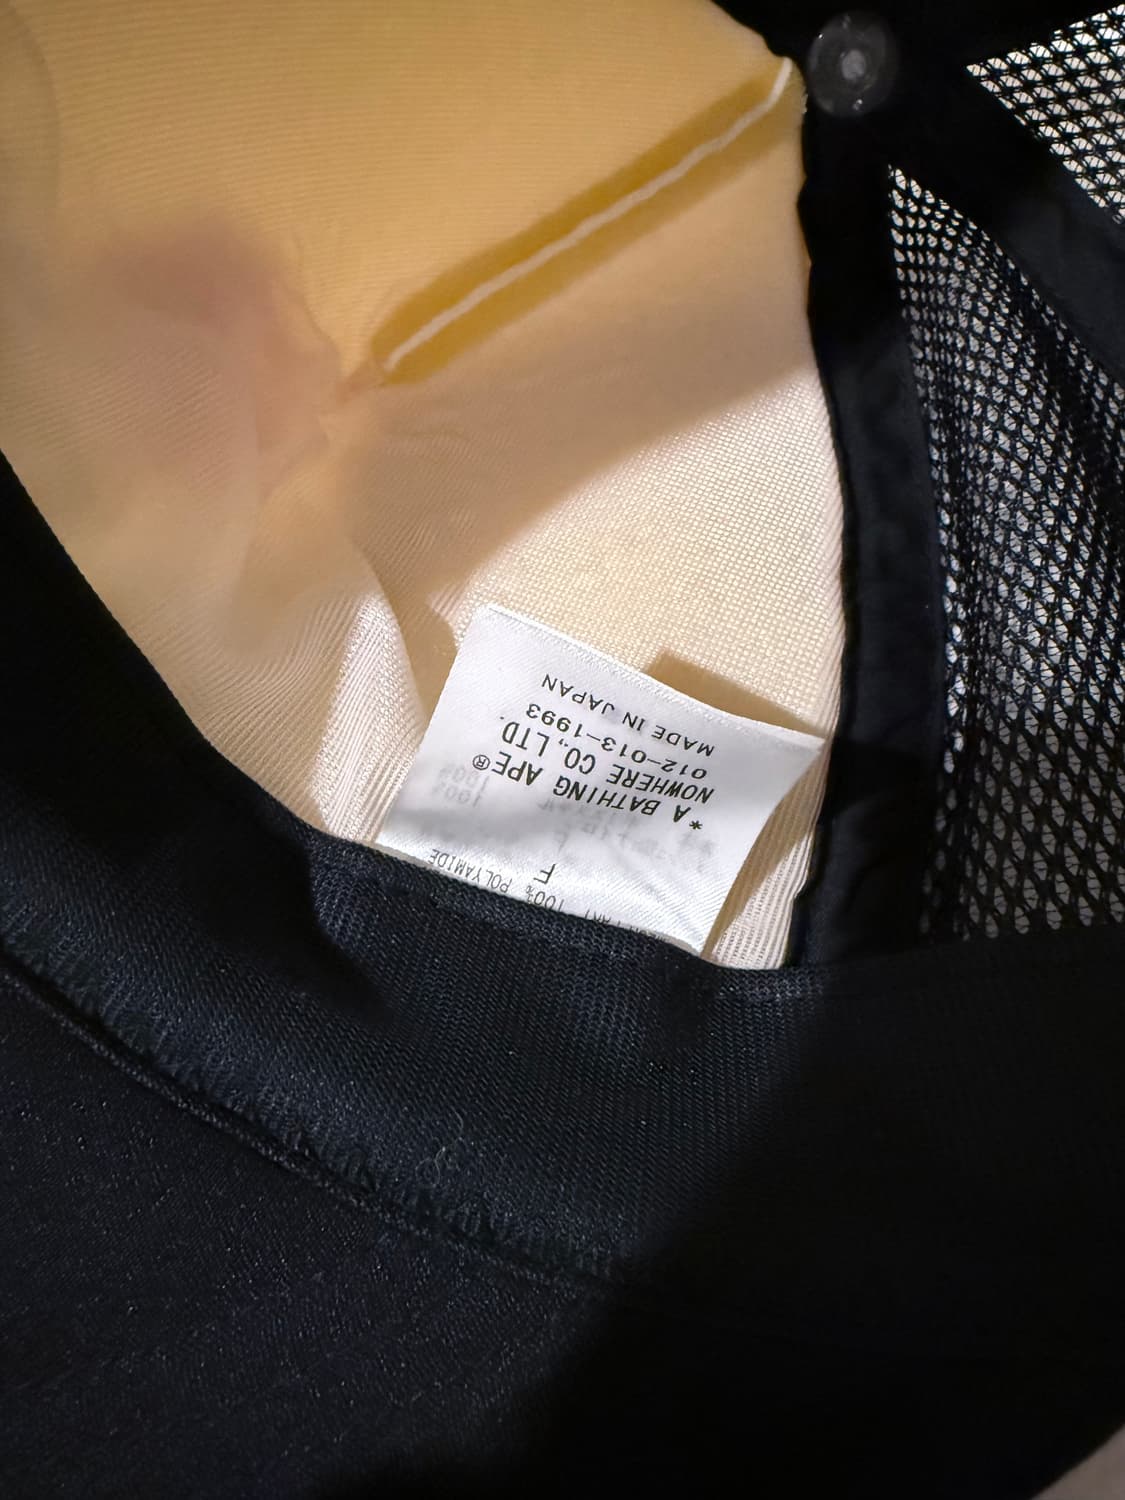 F
* A BATHING APE®
NOWHERE CO., LTD.
012-013-1993
MADE IN JAPAN
100% POLYAMIDE